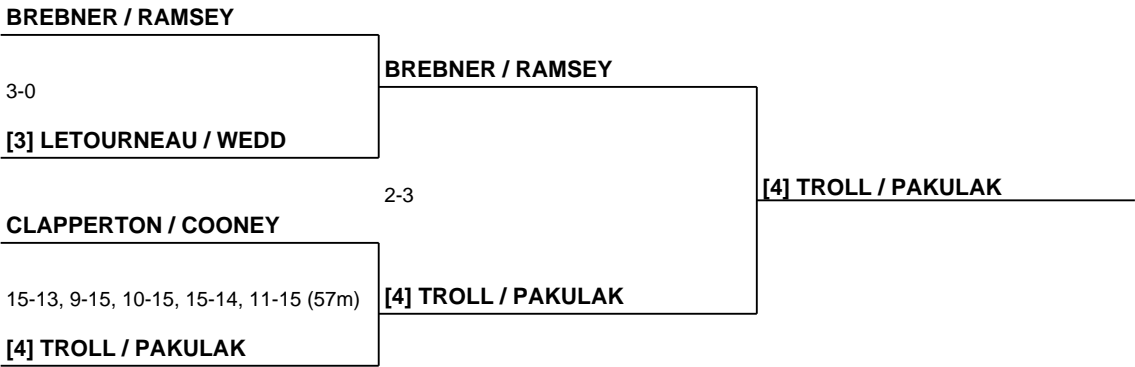 BREBNER / RAMSEY
3-0
[3] LETOURNEAU / WEDD
CLAPPERTON / COONEY
15-13, 9-15, 10-15, 15-14, 11-15 (57m)
[4] TROLL / PAKULAK
BREBNER / RAMSEY
2-3
[4] TROLL / PAKULAK
[4] TROLL / PAKULAK